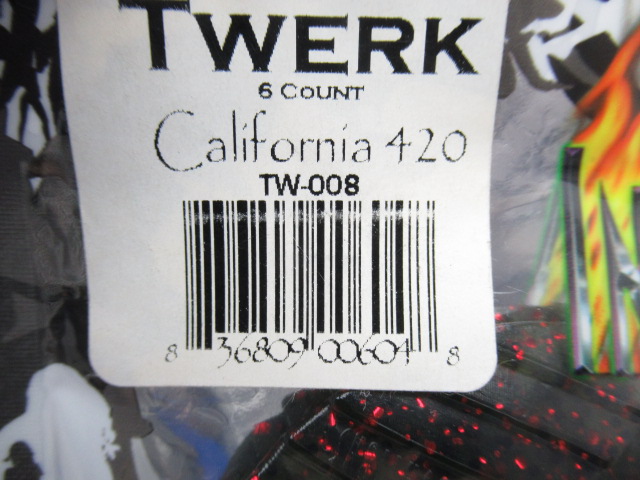 TWERK
6 COUNT
California 420
TW-008
8 36809 00604 8